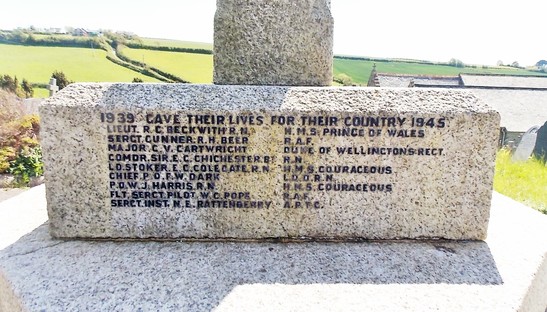 1939 GAVE THEIR LIVES FOR THEIR COUNTRY 1945
LIEUT. R.C. BECKWITH R.N. H.M.S. PRINCE OF WALES
SERGT. GUNNER. R.H. BEER R.A.F.
MAJOR. C.V. CARTWRIGHT DUKE OF WELLINGTONS REGT.
COMDR. SIR. E.C. CHICHESTER. BT R.N.
LD. STOKER. E.C. COLEGATE. R.N. H.M.S. COURAGEOUS
CHIEF. P.O. F.W. DARK L.D.O. R.N
P.O. W.J. HARRIS. R.N. H.M.S. COURAGEOUS
FLT. SERGT. PILOT. W.C. POPE R.A.F.
SERGT. INST. N.E. RATTENBERRY A.P.T.C.